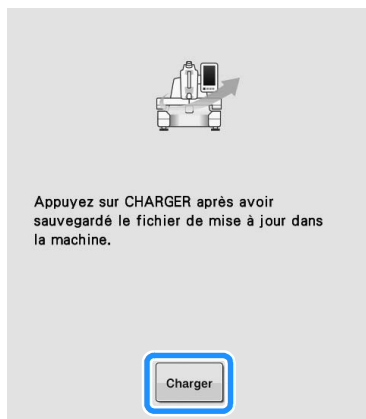 Appuyez sur CHARGER après avoir
sauvegardé le fichier de mise à jour dans
la machine.
Charger